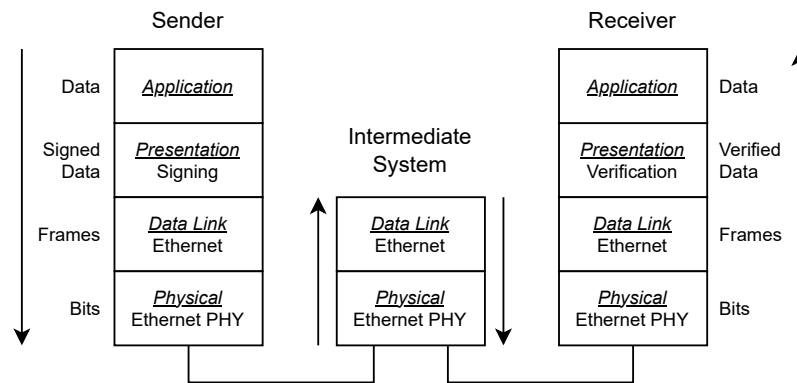 Sender
Receiver
Data
Application
Application
Data
Signed
Data
Presentation
Signing
Intermediate
System
Presentation
Verification
Verified
Data
Frames
Data Link
Ethernet
Data Link
Ethernet
Data Link
Ethernet
Frames
Bits
Physical
Ethernet PHY
Physical
Ethernet PHY
Physical
Ethernet PHY
Bits